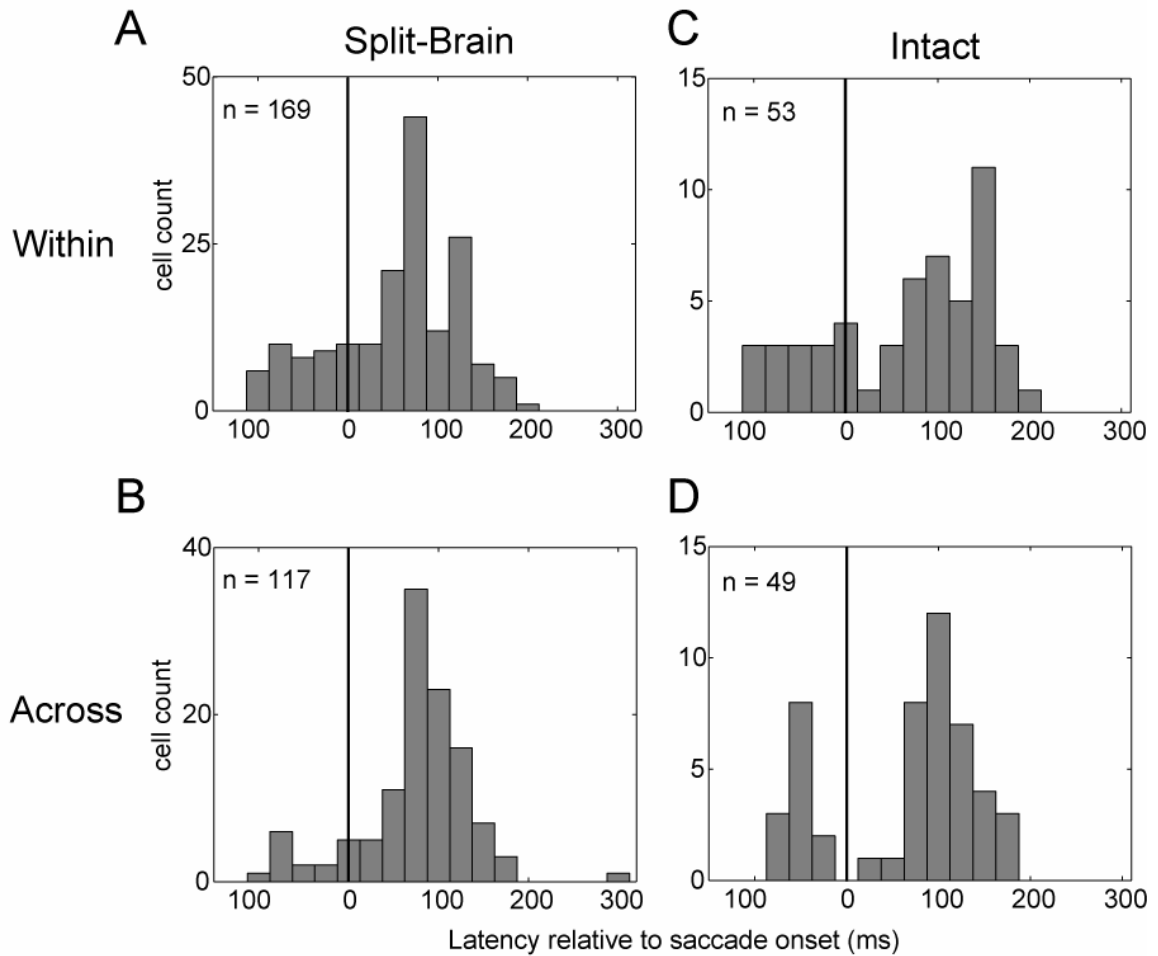 A
Split-Brain
C
Intact
Within
n = 169
cell count
50
25
0
100 0 100 200 300
n = 53
15
10
5
0
100 0 100 200 300
B
D
Across
n = 117
cell count
40
20
0
100 0 100 200 300
n = 49
15
10
5
0
100 0 100 200 300
Latency relative to saccade onset (ms)